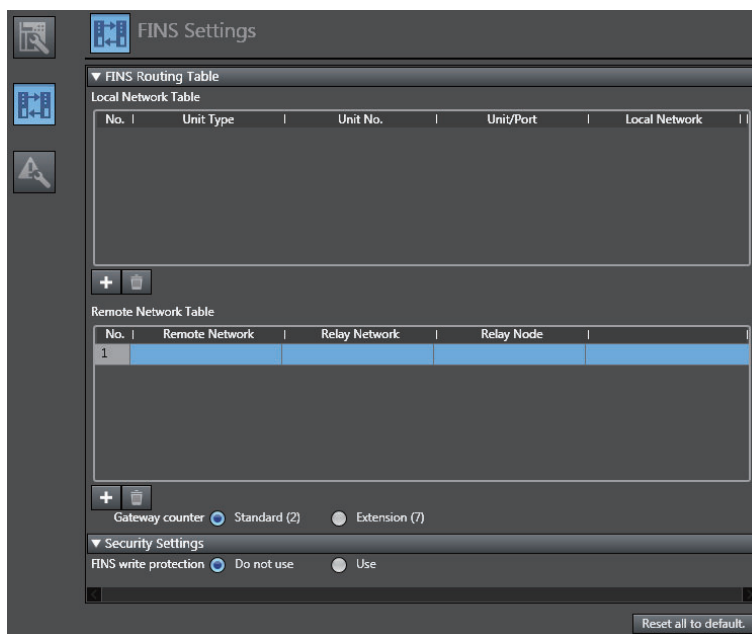 FINS Settings
▼ FINS Routing Table
Local Network Table
No. | Unit Type | Unit No. | Unit/Port | Local Network
Remote Network Table
No. | Remote Network | Relay Network | Relay Node
1
Gateway counter Standard (2) Extension (7)
▼ Security Settings
FINS write protection Do not use Use
Reset all to default.